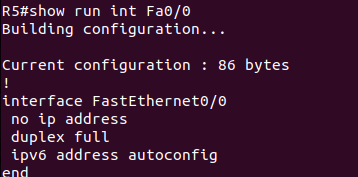 R5#show run int Fa0/0
Building configuration...

Current configuration : 86 bytes
!
interface FastEthernet0/0
 no ip address
 duplex full
 ipv6 address autoconfig
end